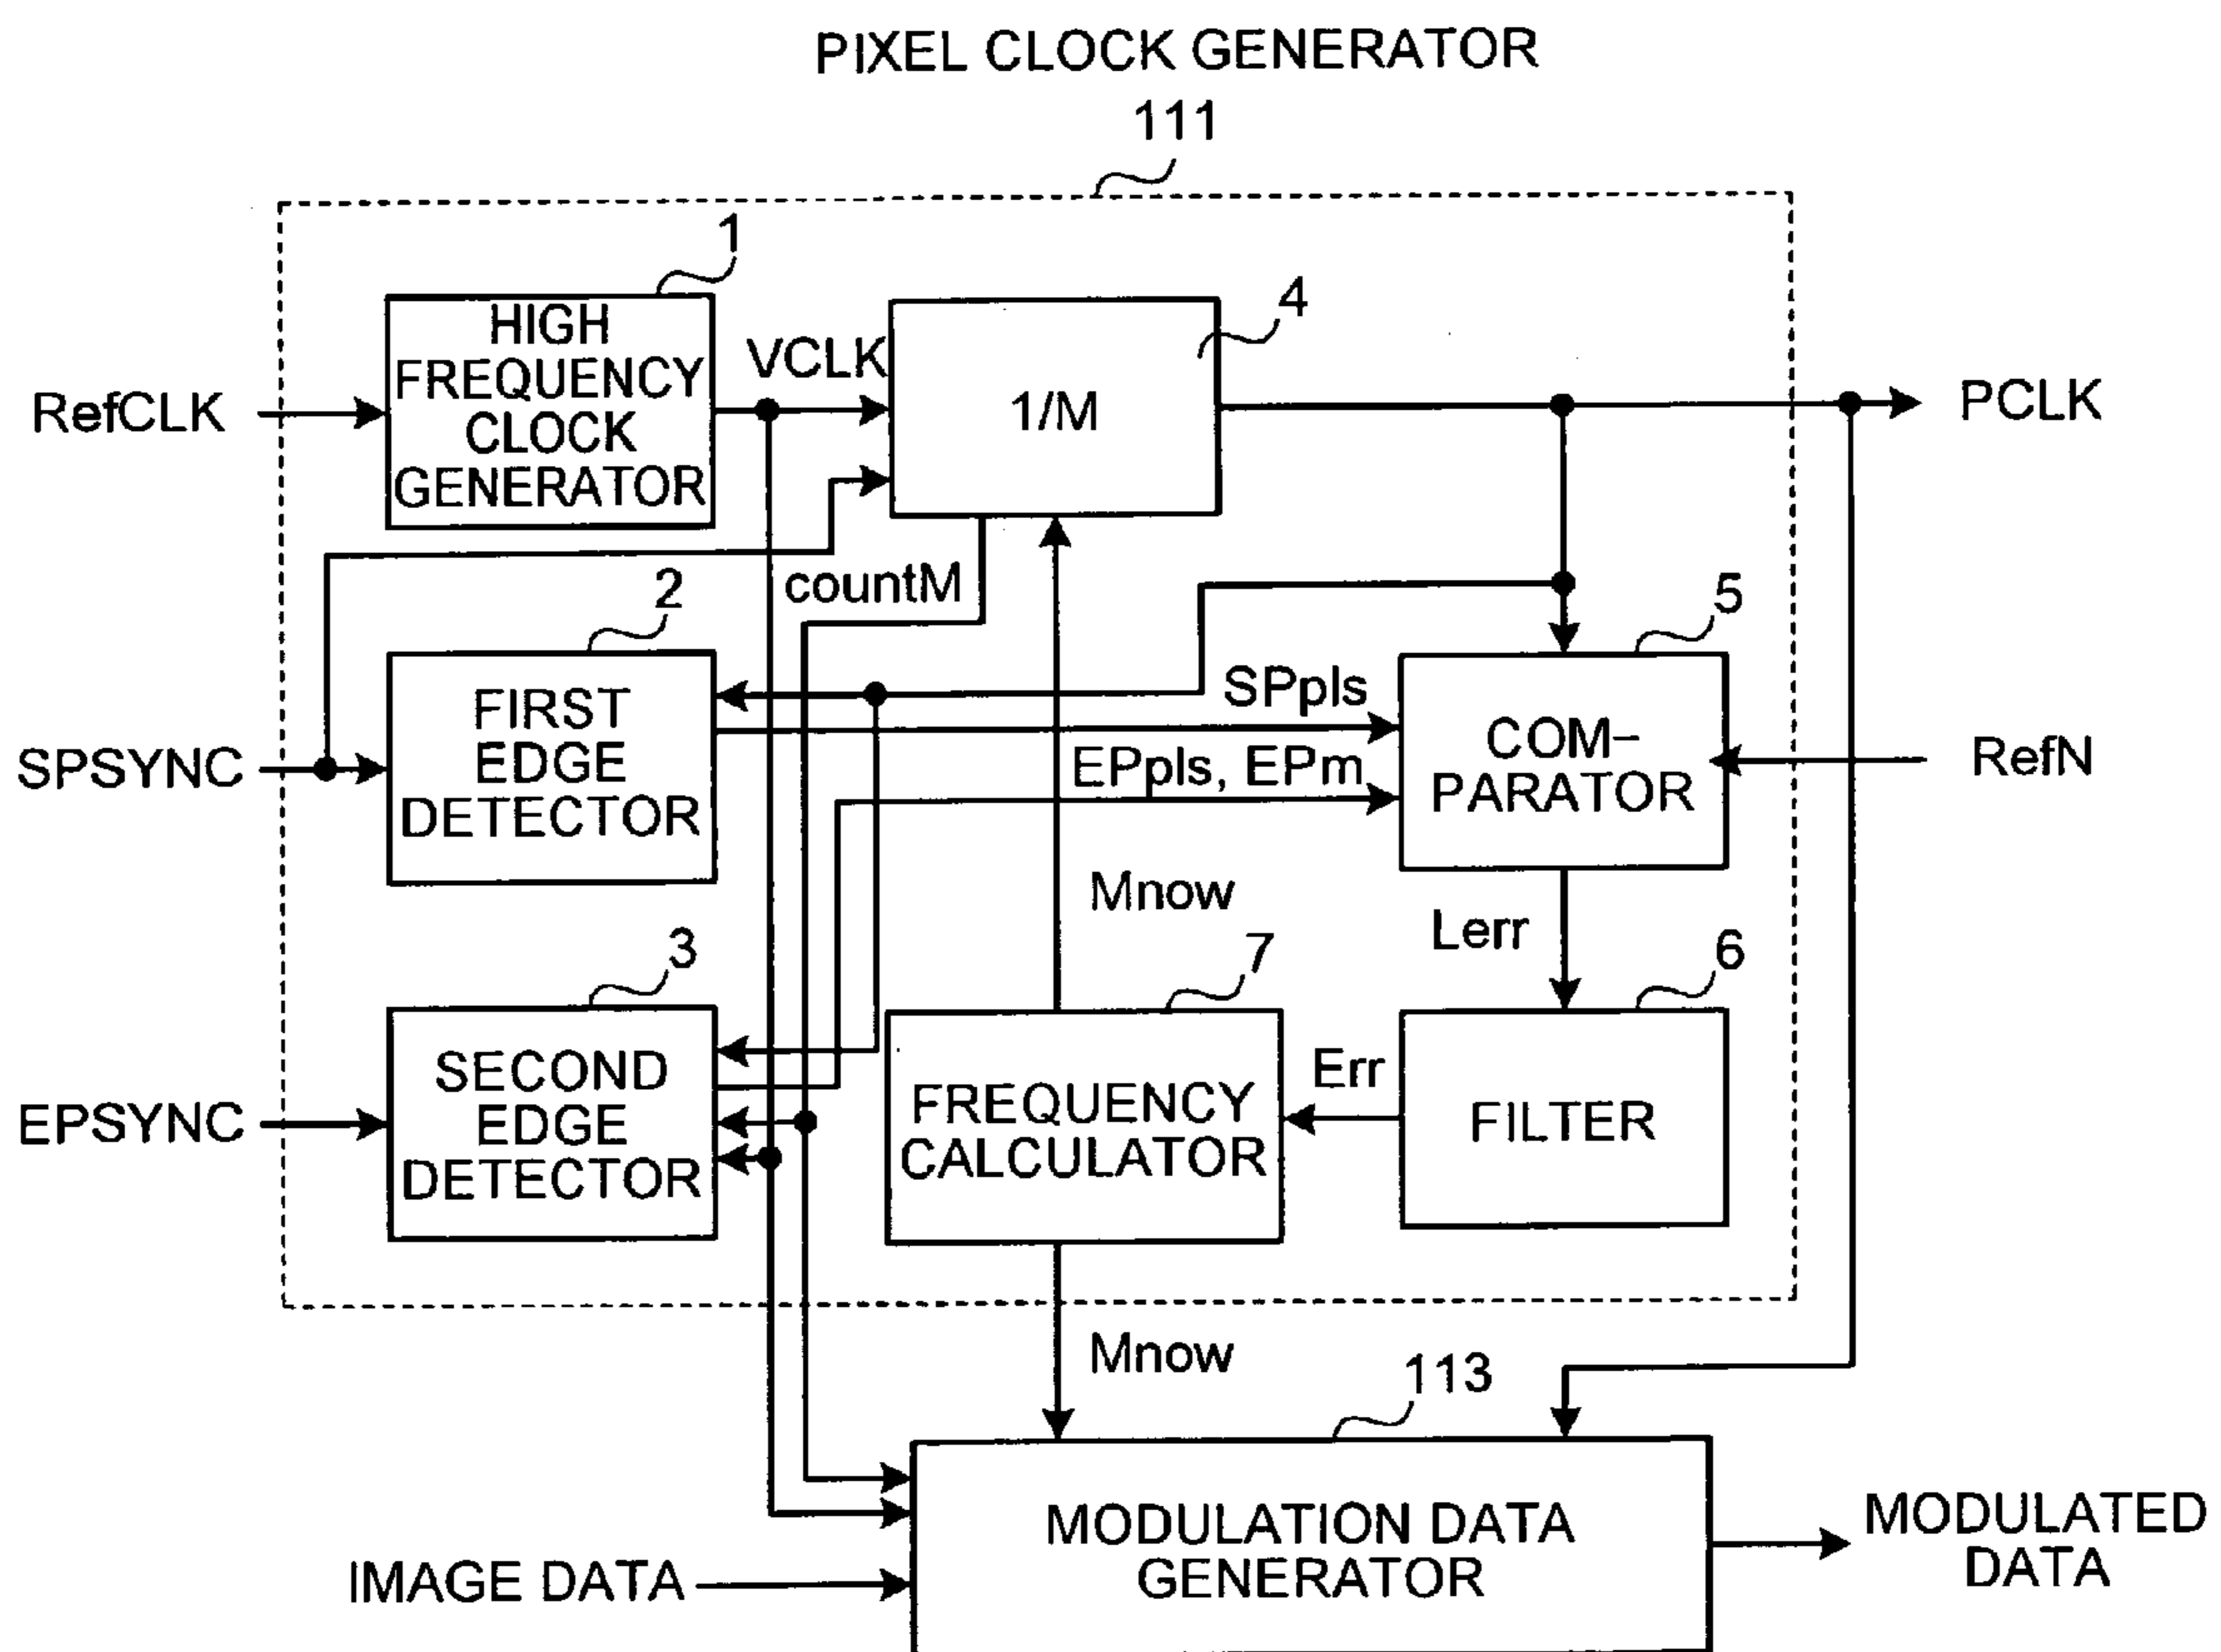 PIXEL CLOCK GENERATOR
111
1
HIGH
FREQUENCY
CLOCK
GENERATOR
RefCLK
VCLK
4
1/M
PCLK
countM
2
FIRST
EDGE
DETECTOR
SPSYNC
SPpls
EPpls, EPm
5
COM-
PARATOR
RefN
Mnow
Lerr
3
SECOND
EDGE
DETECTOR
EPSYNC
7
FREQUENCY
CALCULATOR
Err
6
FILTER
Mnow
113
MODULATION DATA
GENERATOR
IMAGE DATA
MODULATED
DATA